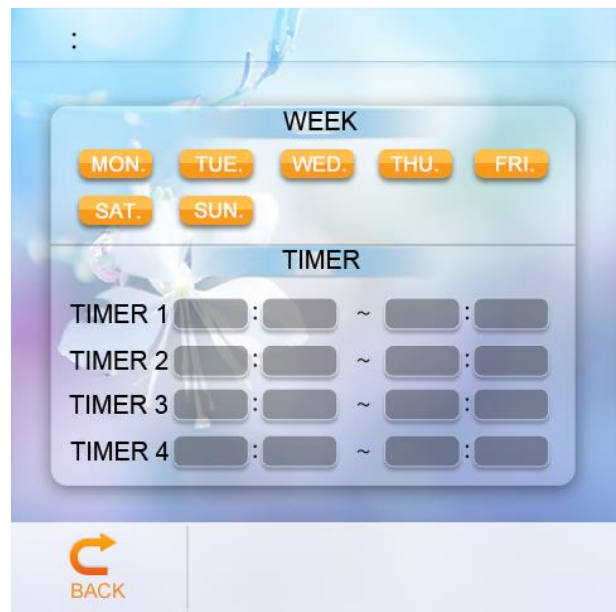 :
WEEK
MON. TUE. WED. THU. FRI.
SAT. SUN.
TIMER
TIMER 1 : ~ :
TIMER 2 : ~ :
TIMER 3 : ~ :
TIMER 4 : ~ :
BACK